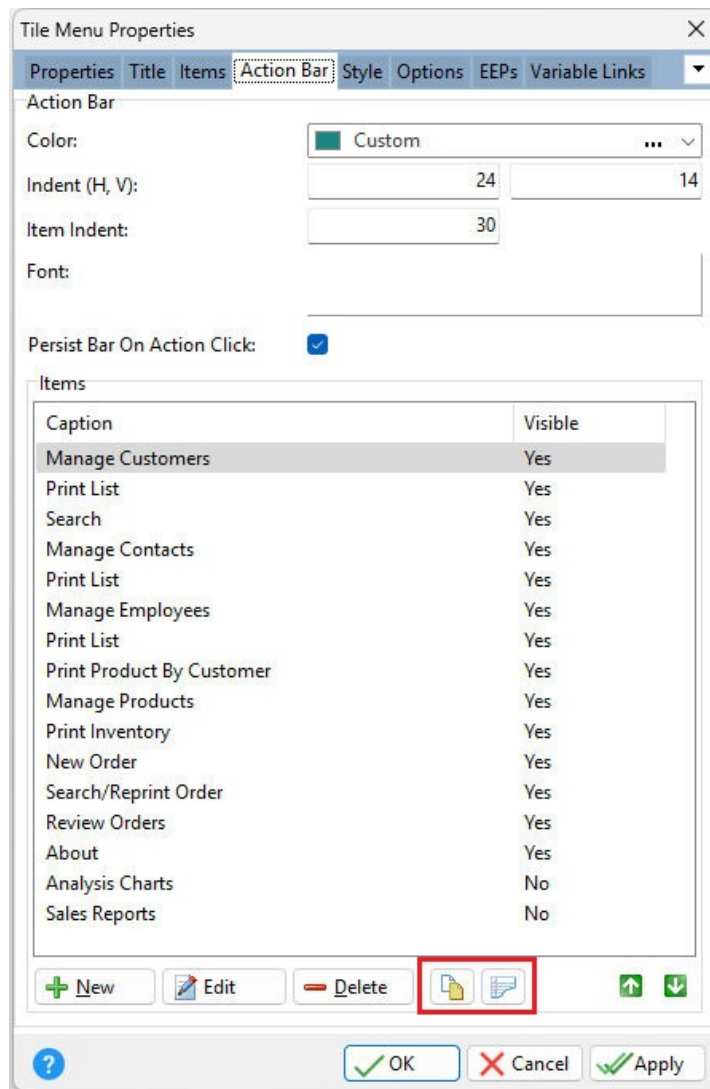 Tile Menu Properties
Properties Title Items Action Bar Style Options EEPs Variable Links
Action Bar
Color: Custom ...
Indent (H, V): 24 14
Item Indent: 30
Font:
Persist Bar On Action Click:
Items
Caption Visible
Manage Customers Yes
Print List Yes
Search Yes
Manage Contacts Yes
Print List Yes
Manage Employees Yes
Print List Yes
Print Product By Customer Yes
Manage Products Yes
Print Inventory Yes
New Order Yes
Search/Reprint Order Yes
Review Orders Yes
About Yes
Analysis Charts No
Sales Reports No
New Edit Delete
? OK Cancel Apply